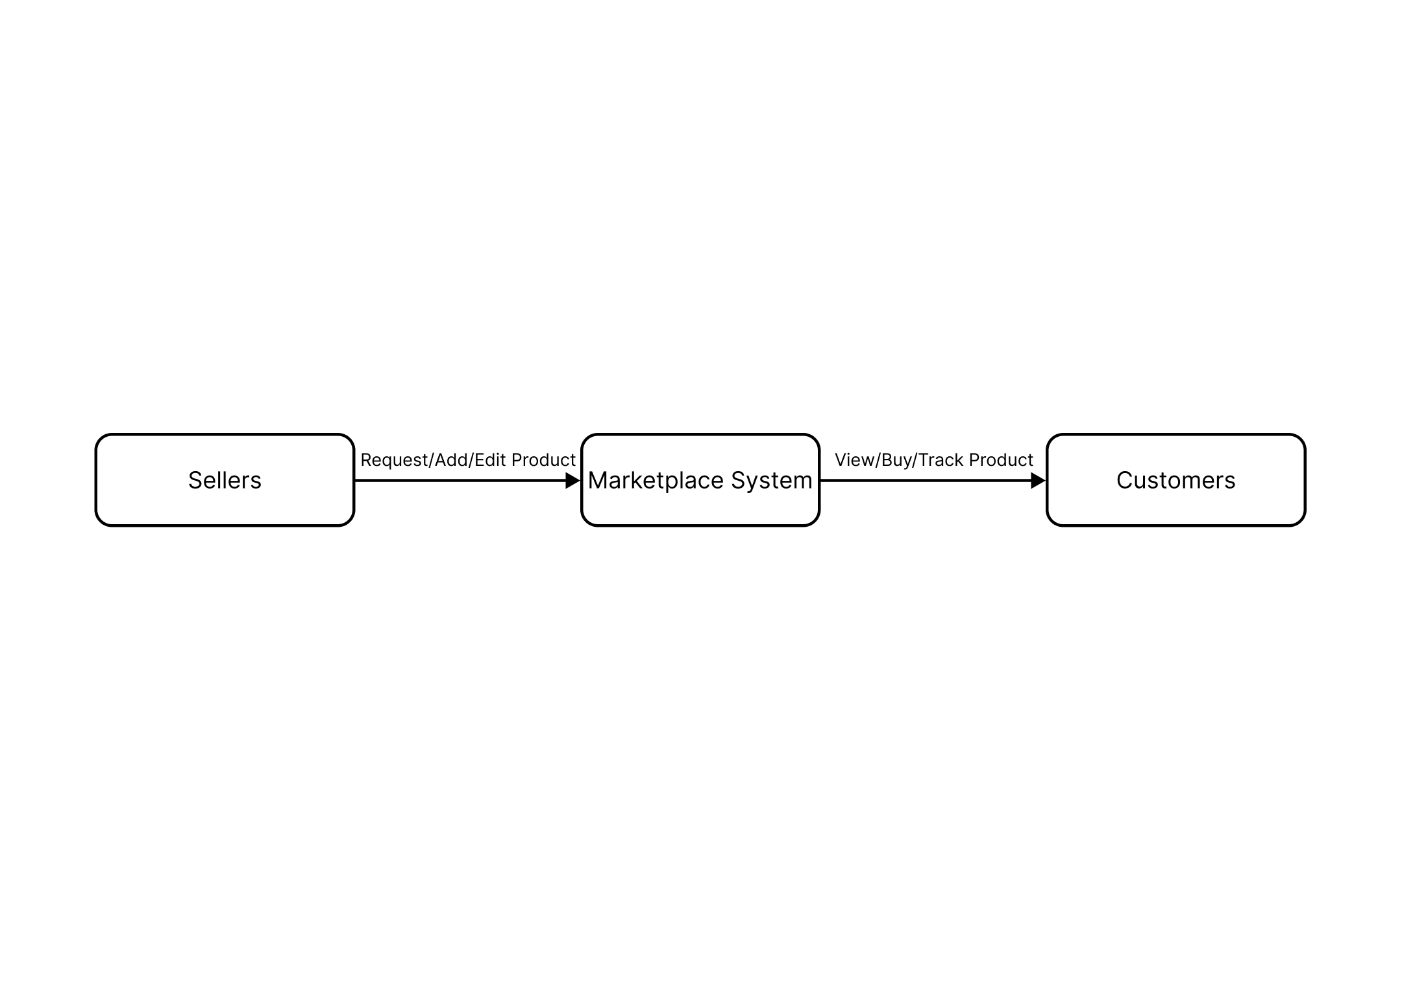 Sellers
Request/Add/Edit Product
Marketplace System
View/Buy/Track Product
Customers